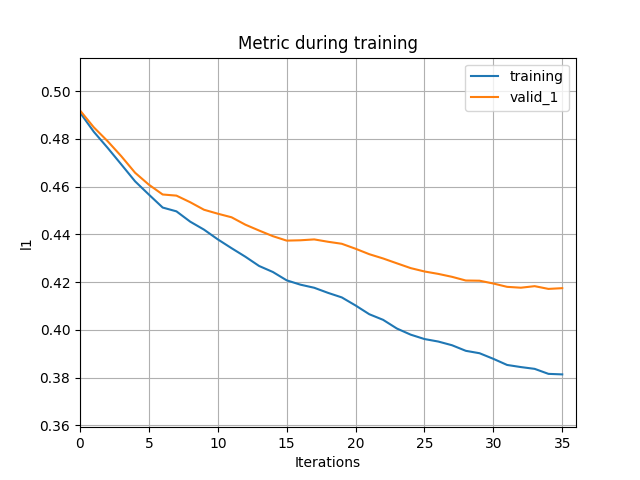 Metric during training
training
valid_1
0.50
0.48
0.46
0.44
0.42
0.40
0.38
0.36
l1
0 5 10 15 20 25 30 35
Iterations